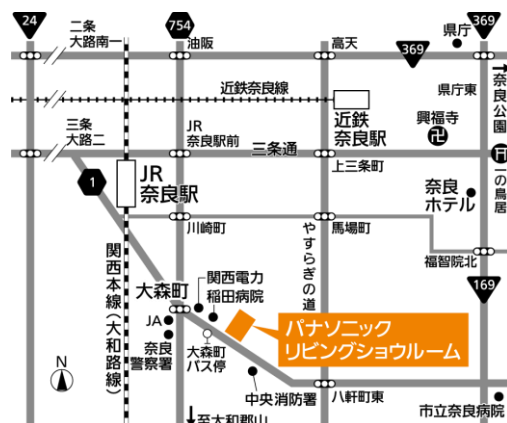 24
二条
大路南一
754
油阪
高天
369
県庁
369
県庁東
奈良公園
近鉄奈良線
近鉄
奈良駅
興福寺
卍
三条
大路二
JR
奈良駅前
三条通
上三条町
一の鳥居
1
JR
奈良駅
奈良
ホテル
川崎町
馬場町
福智院北
関西本線(大和路線)
やすらぎの道
169
大森町
関西電力
稲田病院
JA
奈良
警察署
大森町
バス停
パナソニック
リビングショウルーム
N
中央消防署
八軒町東
市立奈良病院
至大和郡山